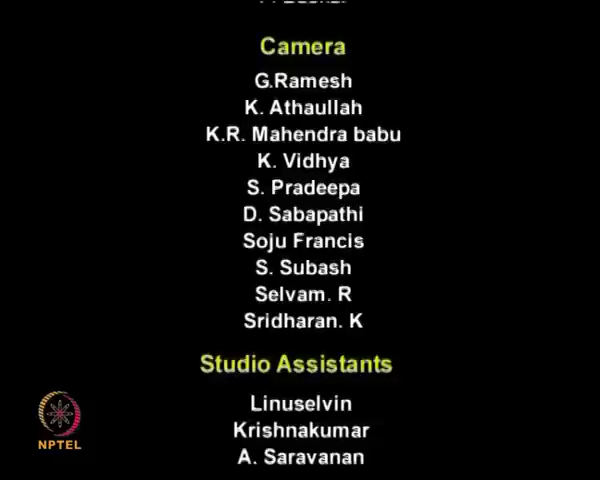 Camera
G.Ramesh
K. Athaullah
K.R. Mahendra babu
K. Vidhya
S. Pradeepa
D. Sabapathi
Soju Francis
S. Subash
Selvam. R
Sridharan. K
Studio Assistants
Linuselvin
Krishnakumar
A. Saravanan
NPTEL